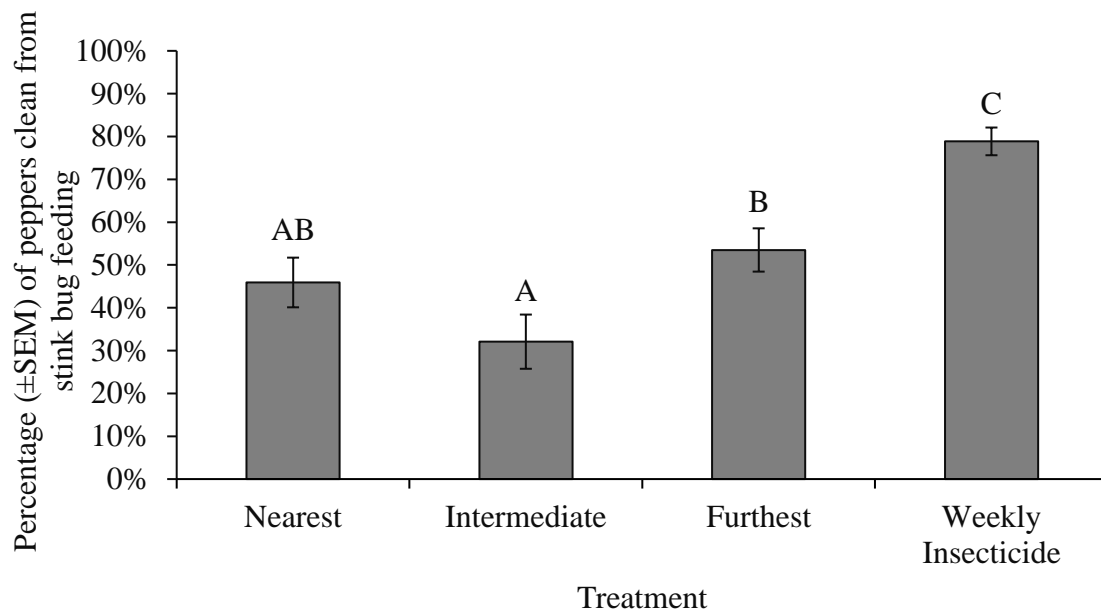 Percentage (±SEM) of peppers clean from
stink bug feeding
100%
90%
80%
70%
60%
50%
40%
30%
20%
10%
0%
AB
A
B
C
Nearest
Intermediate
Furthest
Weekly
Insecticide
Treatment